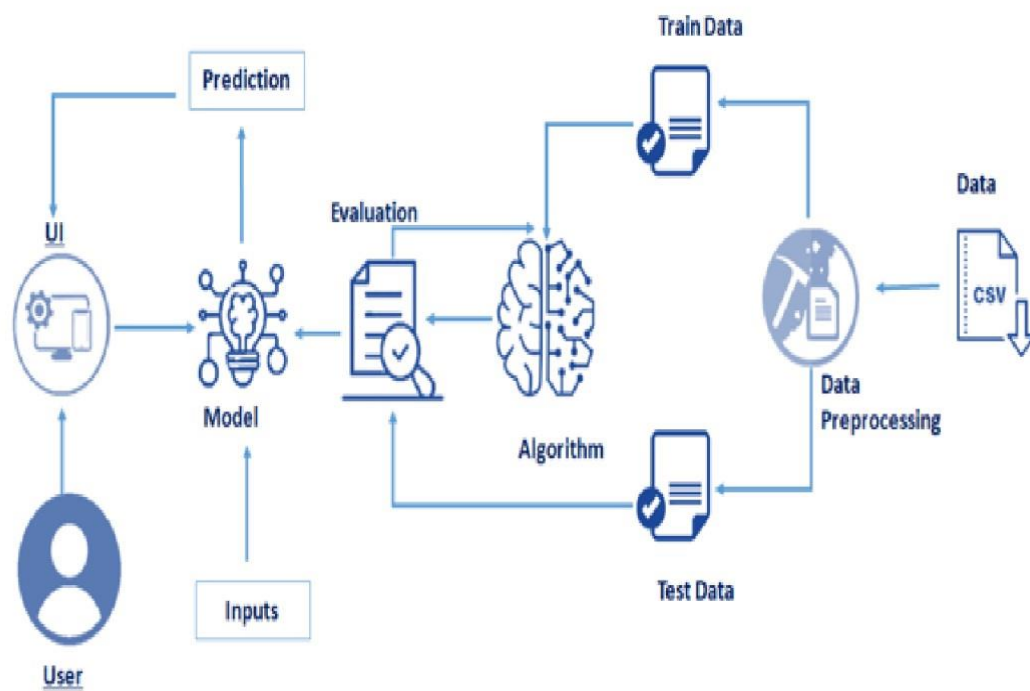 Train Data
Prediction
Data
Evaluation
UI
CSV
Model
Data
Preprocessing
Algorithm
Inputs
Test Data
User